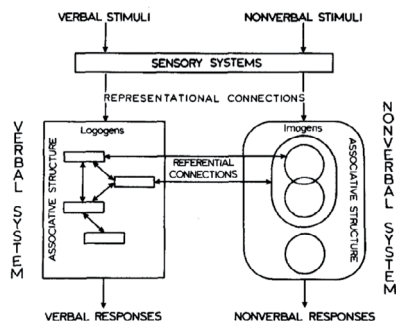 VERBAL STIMULI
NONVERBAL STIMULI
SENSORY SYSTEMS
REPRESENTATIONAL CONNECTIONS
VERBAL SYSTEM
ASSOCIATIVE STRUCTURE
Logogens
REFERENTIAL
CONNECTIONS
Imagens
ASSOCIATIVE STRUCTURE
NONVERBAL SYSTEM
VERBAL RESPONSES
NONVERBAL RESPONSES